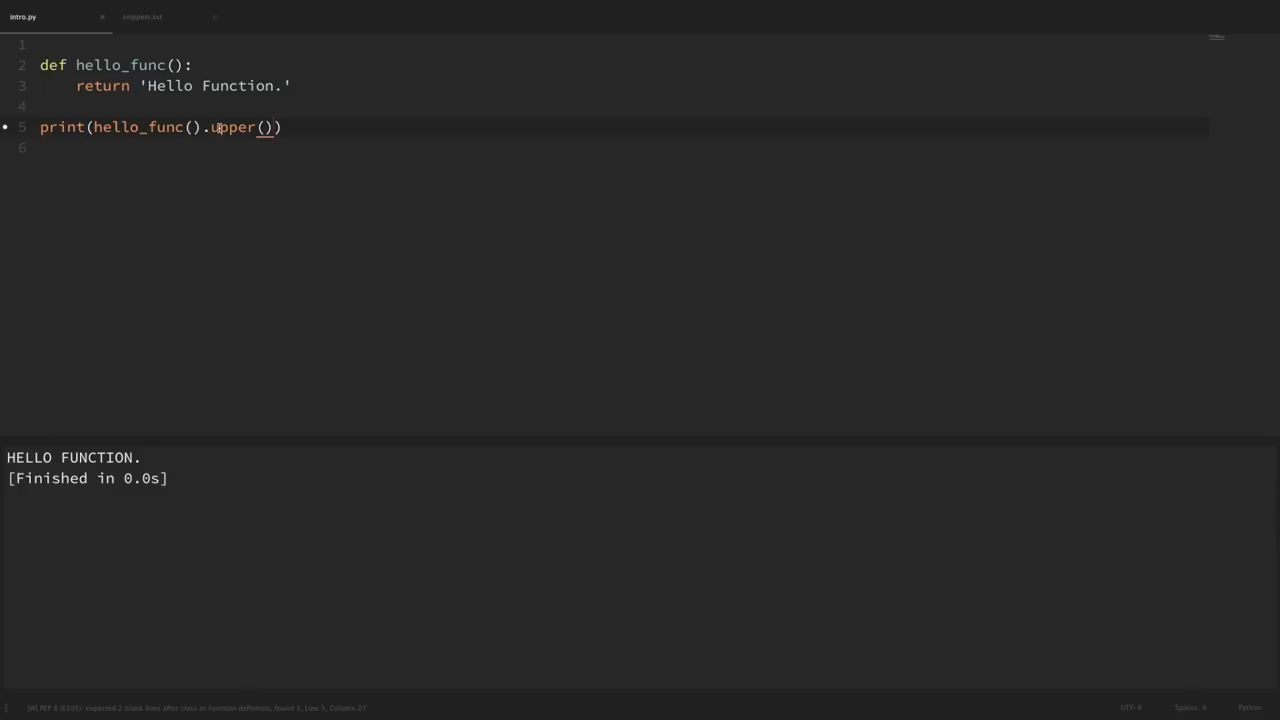 intro.py × snippets.txt ×
1
2 def hello_func():
3 return 'Hello Function.'
4
5 print(hello_func().upper())
6
HELLO FUNCTION.
[Finished in 0.0s]
[W] PEP 8 (E305): expected 2 blank lines after class or function definition, found 1, Line 5, Column 27 UTF-8 Spaces: 4 Python